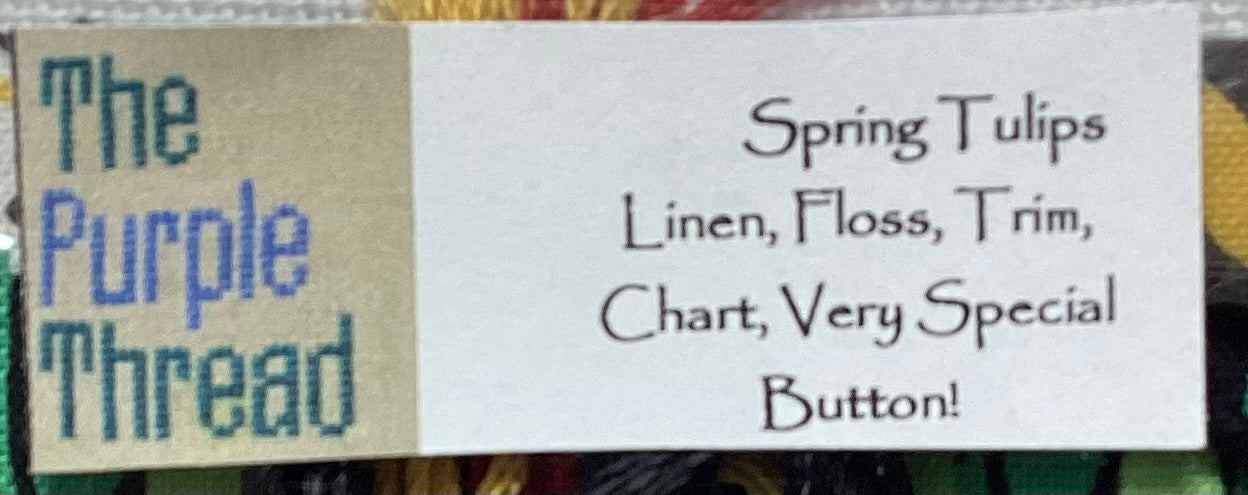 The
Purple
Thread
Spring Tulips
Linen, Floss, Trim,
Chart, Very Special
Button!